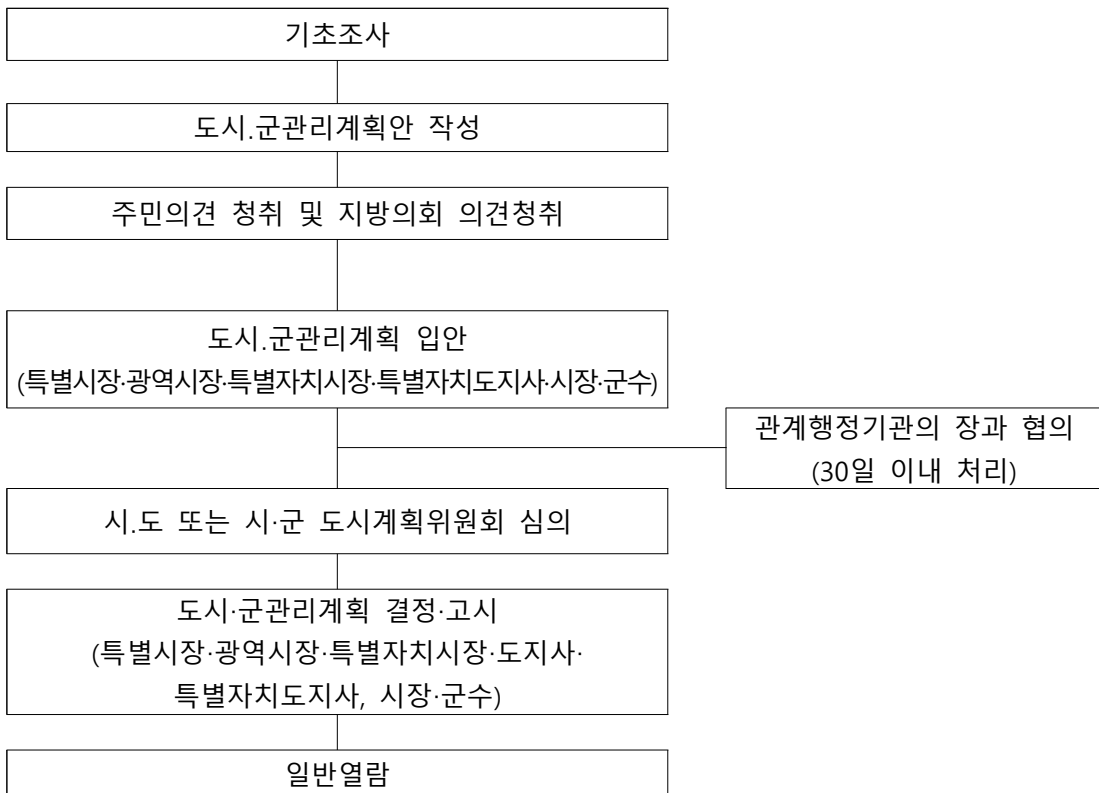 기초조사
도시.군관리계획안 작성
주민의견 청취 및 지방의회 의견청취
도시.군관리계획 입안
(특별시장·광역시장·특별자치시장·특별자치도지사·시장·군수)
관계행정기관의 장과 협의
(30일 이내 처리)
시.도 또는 시·군 도시계획위원회 심의
도시·군관리계획 결정·고시
(특별시장·광역시장·특별자치시장·도지사·
특별자치도지사, 시장·군수)
일반열람